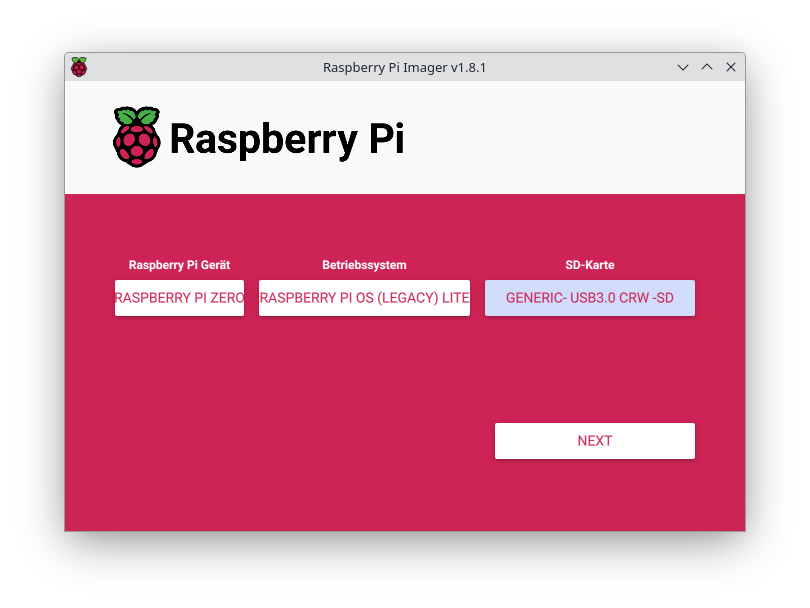 Raspberry Pi Imager v1.8.1
Raspberry Pi
Raspberry Pi Gerät Betriebssystem SD-Karte
RASPBERRY PI ZERO RASPBERRY PI OS (LEGACY) LITE GENERIC- USB3.0 CRW -SD
NEXT